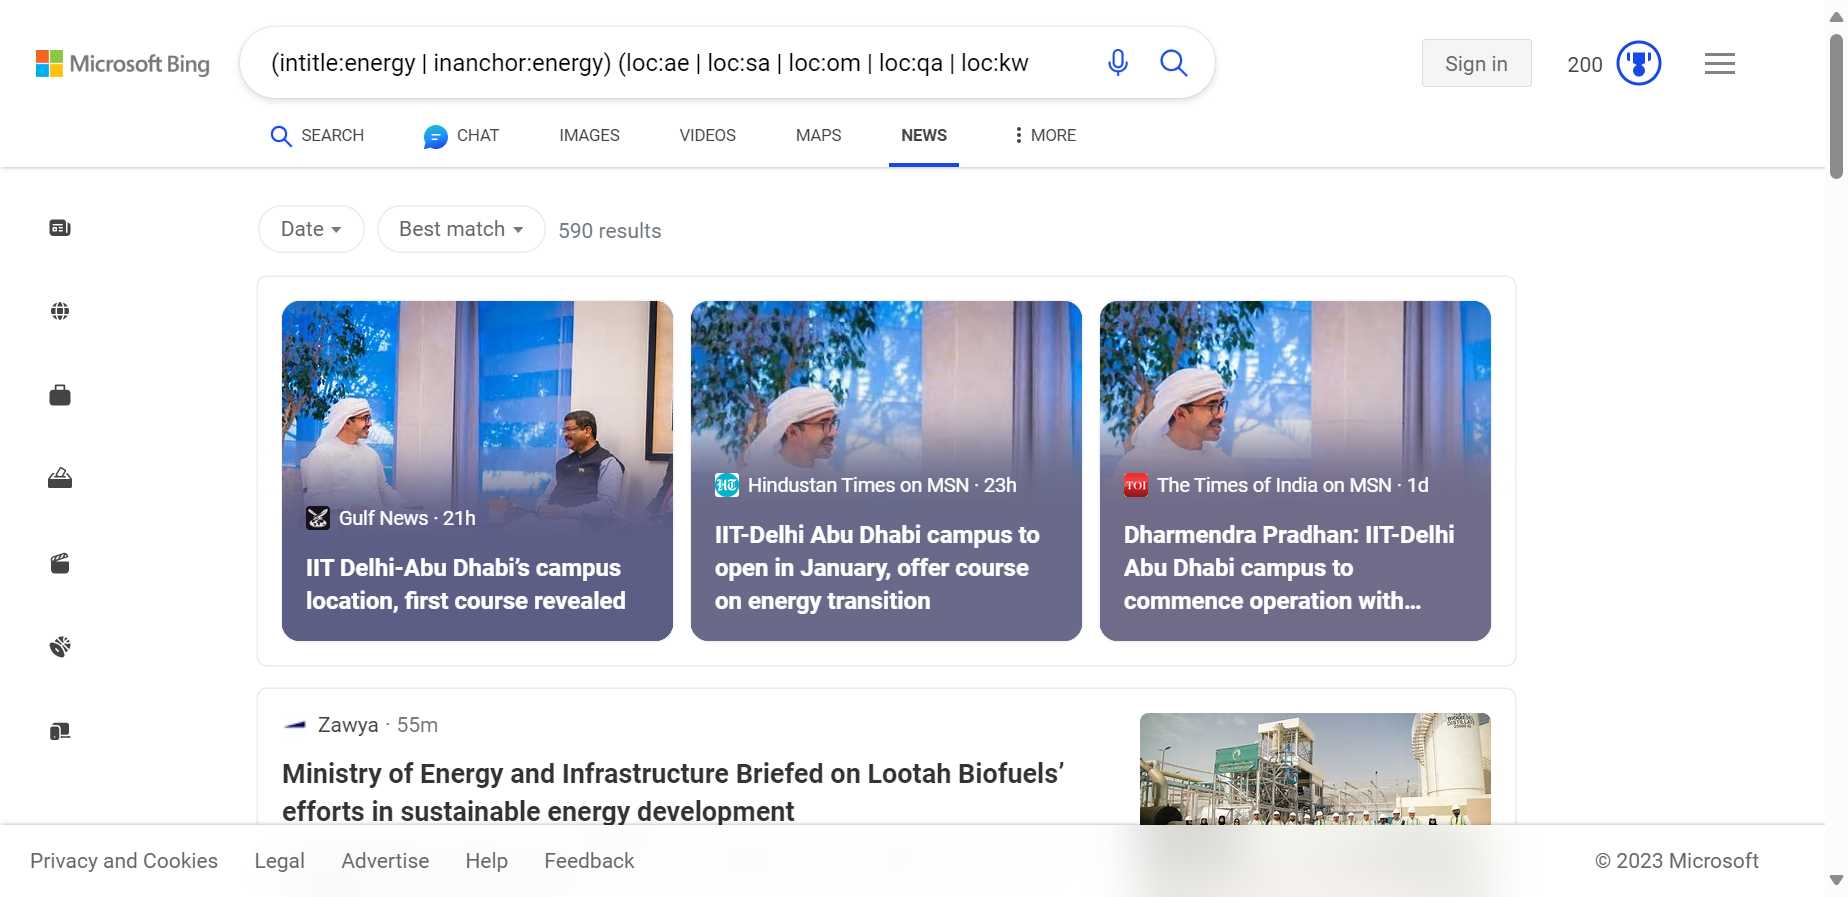 Microsoft Bing
(intitle:energy | inanchor:energy) (loc:ae | loc:sa | loc:om | loc:qa | loc:kw
Sign in
200
SEARCH
CHAT
IMAGES
VIDEOS
MAPS
NEWS
MORE
Date
Best match
590 results
Gulf News · 21h
IIT Delhi-Abu Dhabi’s campus
location, first course revealed
HT
Hindustan Times on MSN · 23h
IIT-Delhi Abu Dhabi campus to
open in January, offer course
on energy transition
TOI
The Times of India on MSN · 1d
Dharmendra Pradhan: IIT-Delhi
Abu Dhabi campus to
commence operation with...
Zawya · 55m
Ministry of Energy and Infrastructure Briefed on Lootah Biofuels’
efforts in sustainable energy development
Privacy and Cookies
Legal
Advertise
Help
Feedback
© 2023 Microsoft